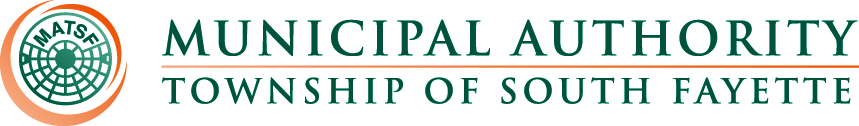 MATSF
MUNICIPAL AUTHORITY
TOWNSHIP OF SOUTH FAYETTE